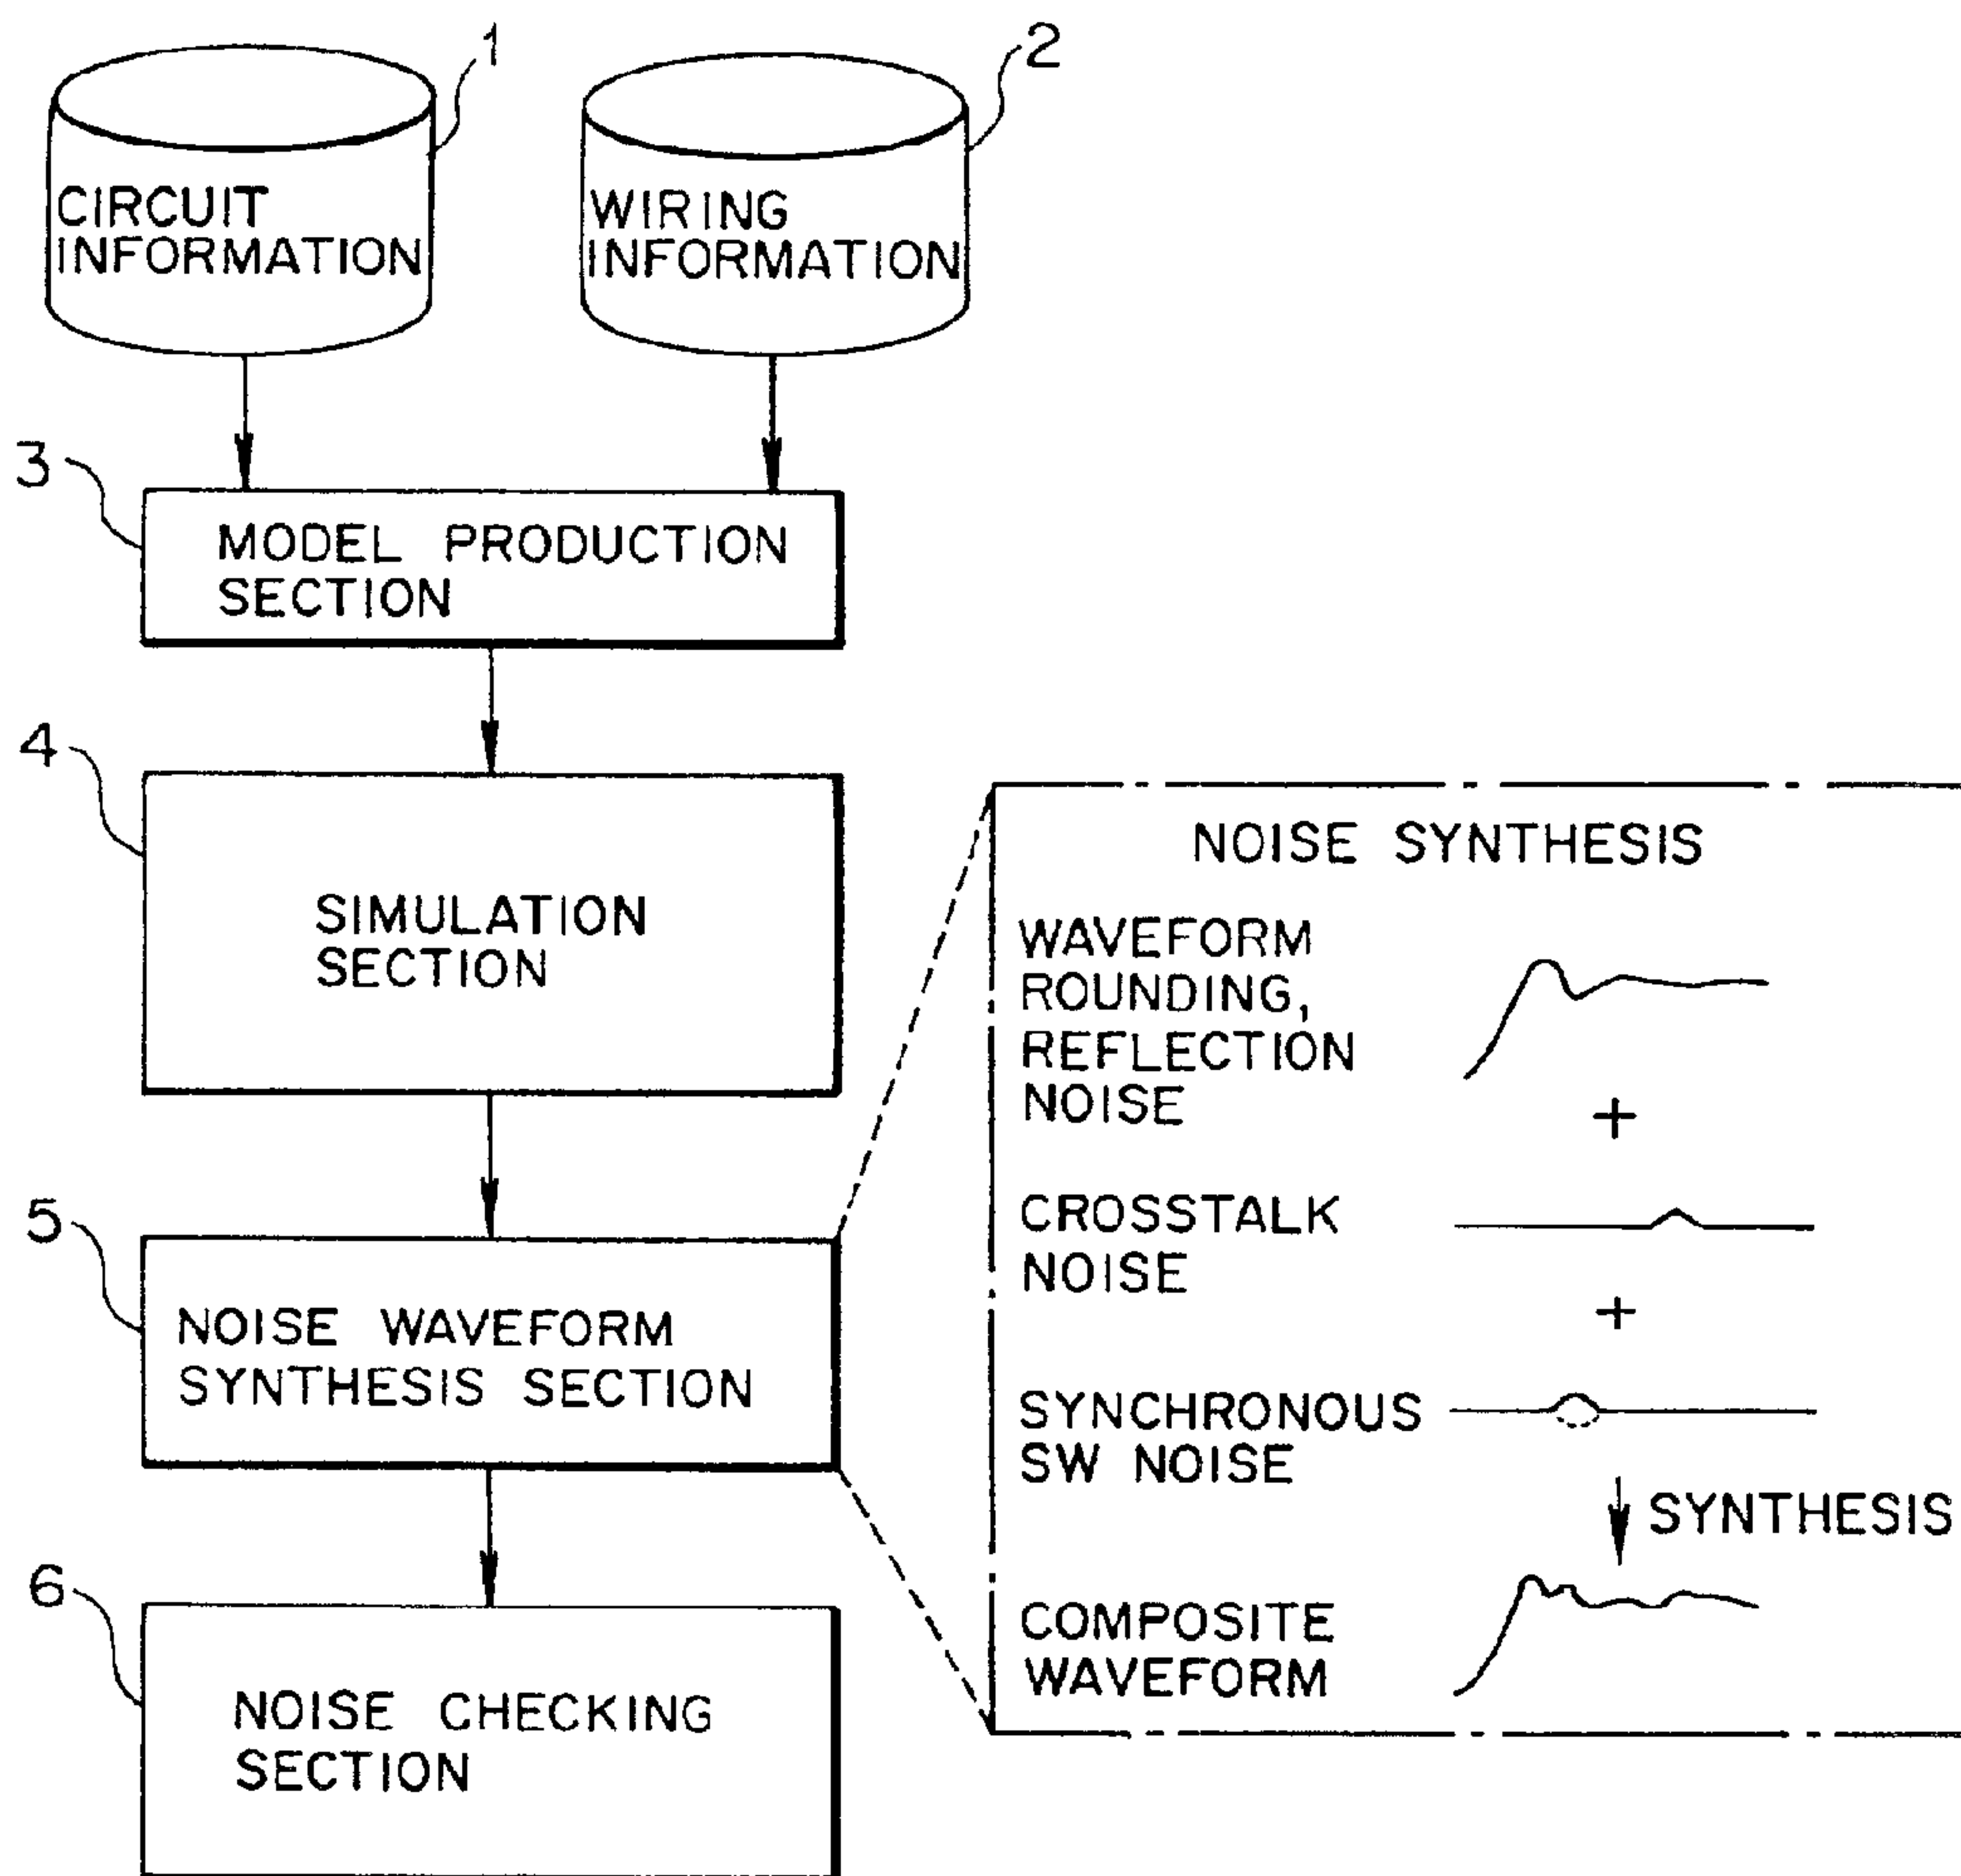 1
2
CIRCUIT
INFORMATION
WIRING
INFORMATION
3
MODEL PRODUCTION
SECTION
4
SIMULATION
SECTION
5
NOISE WAVEFORM
SYNTHESIS SECTION
6
NOISE CHECKING
SECTION
NOISE SYNTHESIS
WAVEFORM
ROUNDING,
REFLECTION
NOISE
+
CROSSTALK
NOISE
+
SYNCHRONOUS
SW NOISE
SYNTHESIS
COMPOSITE
WAVEFORM